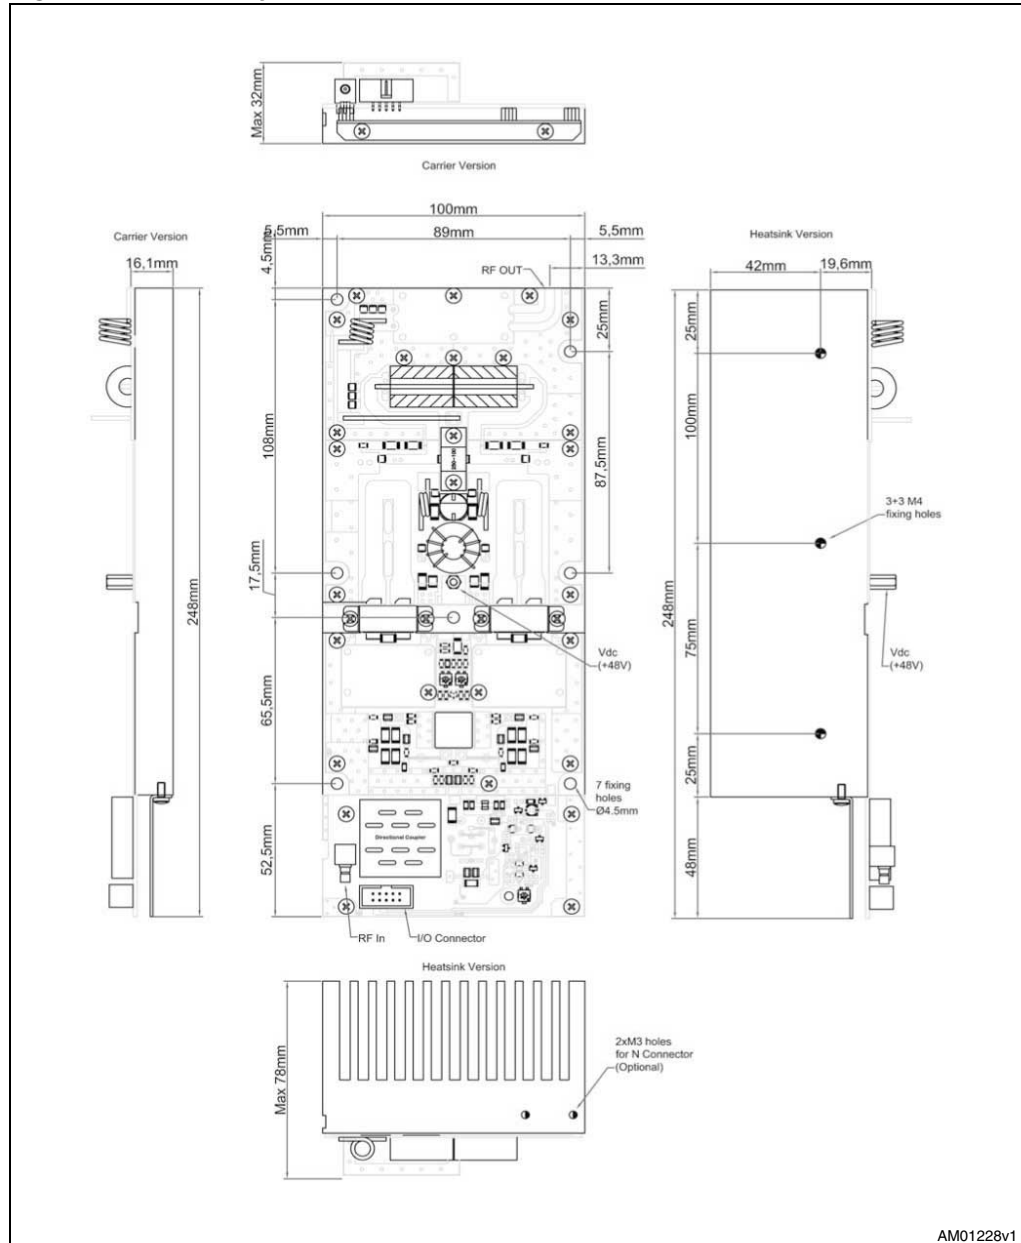 Max 32mm
Carrier Version
100mm
5,5mm
89mm
5,5mm
4,5mm
13,3mm
RF OUT
Carrier Version
16,1mm
Heatsink Version
42mm
19,6mm
25mm
25mm
108mm
100mm
87,5mm
3+3 M4
fixing holes
17,5mm
248mm
248mm
75mm
Vdc
(+48V)
Vdc
(+48V)
65,5mm
25mm
7 fixing
holes
Ø4.5mm
Directional Coupler
52,5mm
48mm
RF In
I/O Connector
Heatsink Version
Max 78mm
2xM3 holes
for N Connector
(Optional)
AM01228v1